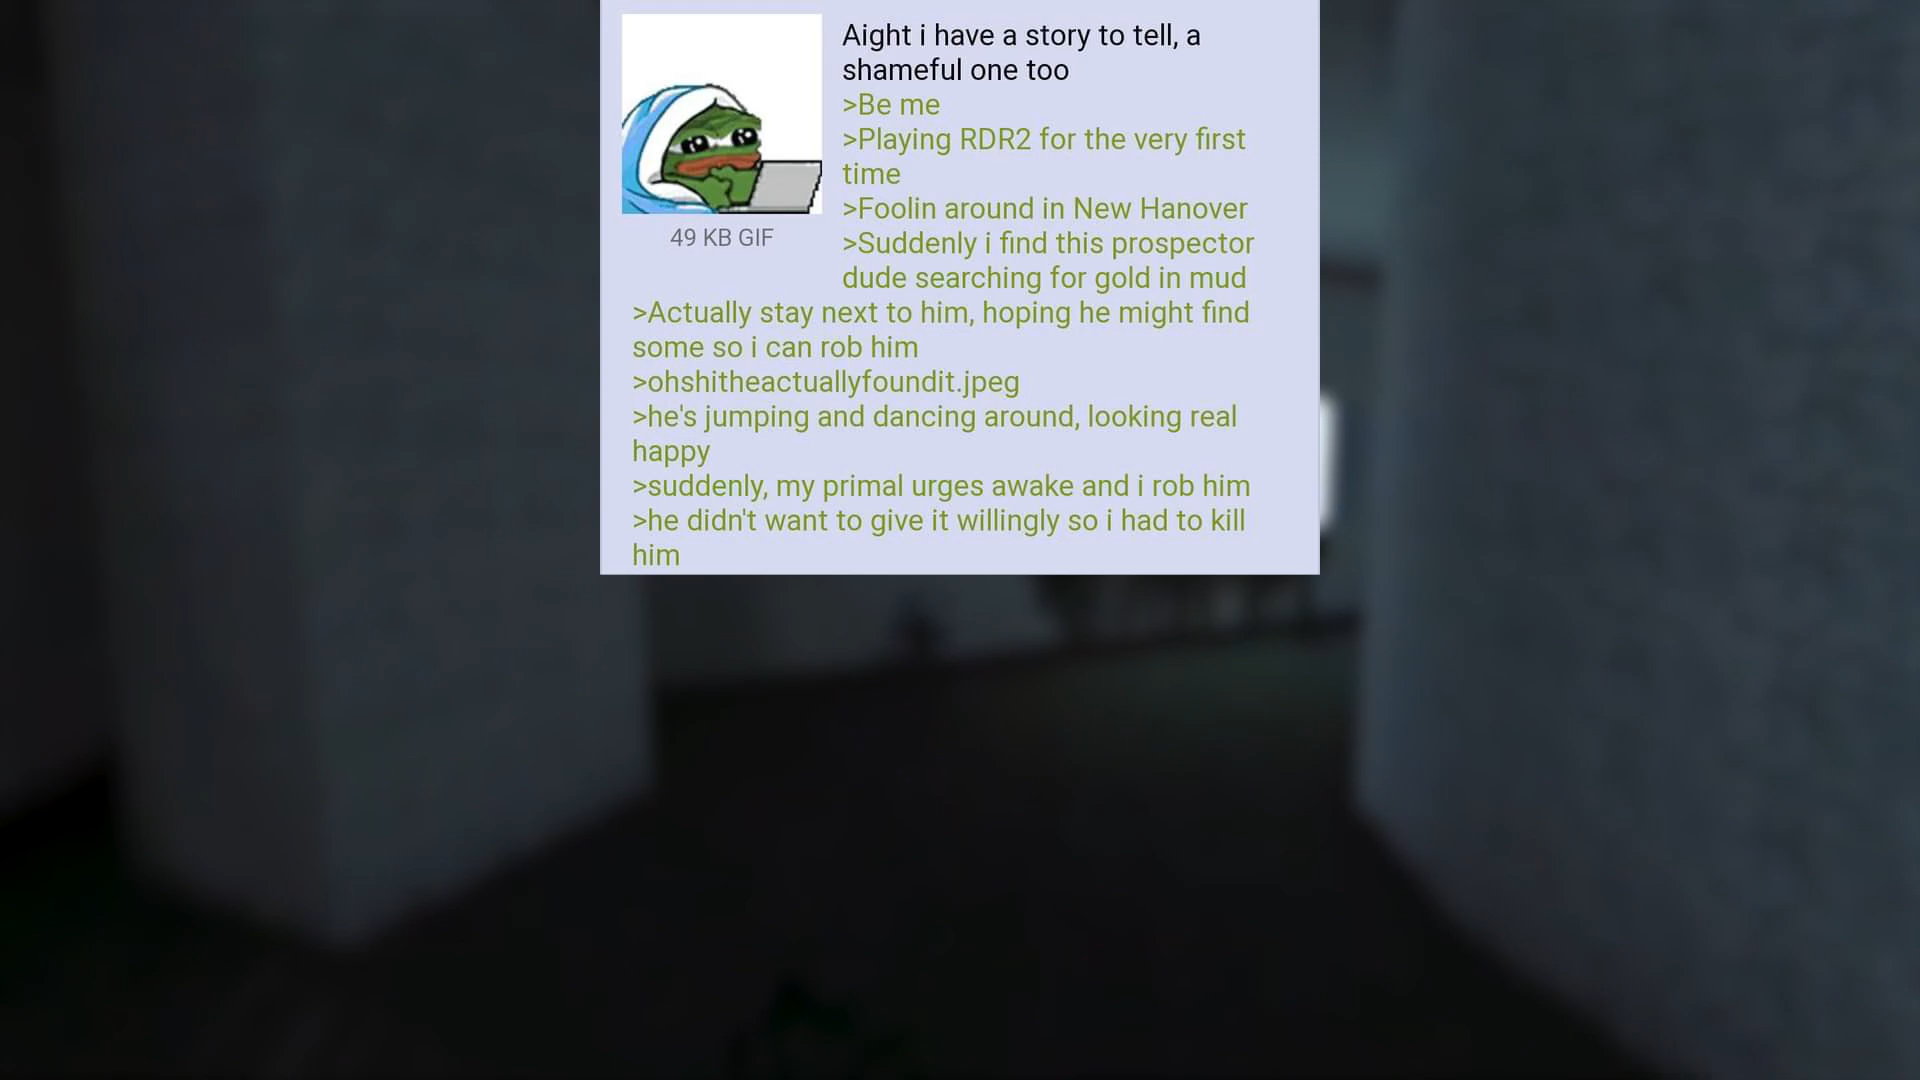 Aight i have a story to tell, a
shameful one too
>Be me
>Playing RDR2 for the very first
time
>Foolin around in New Hanover
49 KB GIF
>Suddenly i find this prospector
dude searching for gold in mud
>Actually stay next to him, hoping he might find
some so i can rob him
>ohshitheactuallyfoundit.jpeg
>he's jumping and dancing around, looking real
happy
>suddenly, my primal urges awake and i rob him
>he didn't want to give it willingly so i had to kill
him